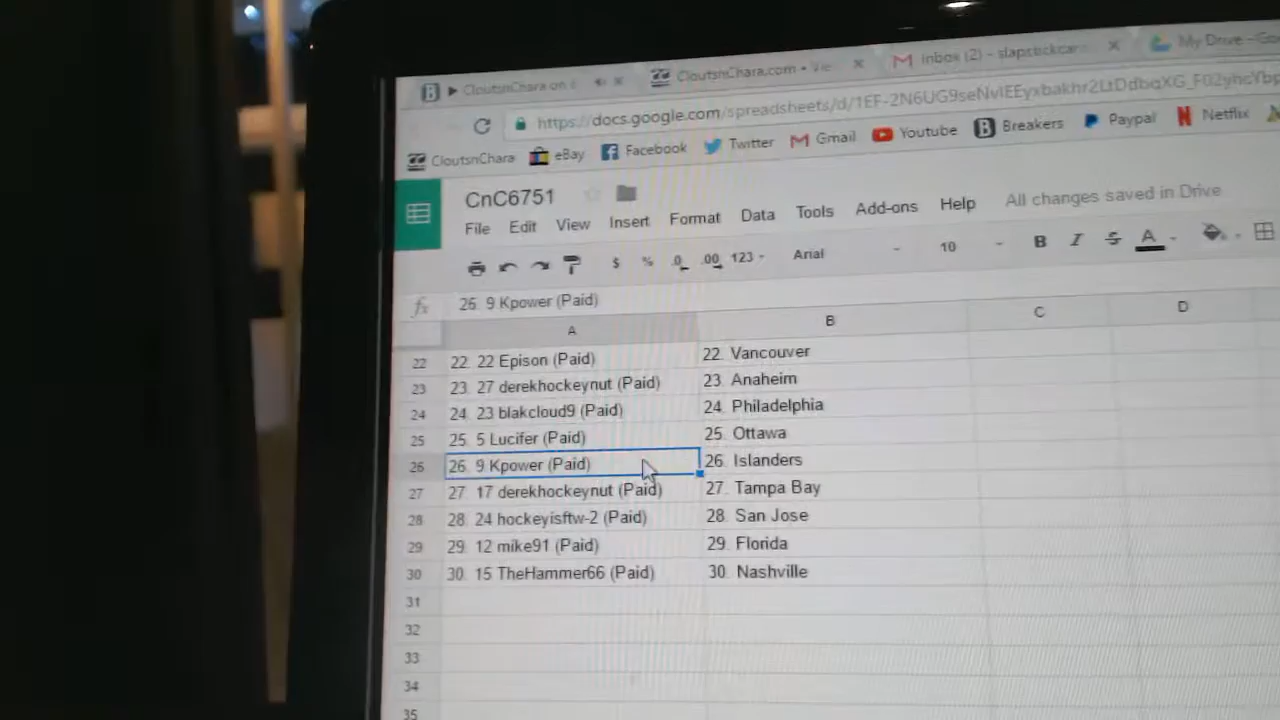 CloutsnChara on
CloutsnChara.com • Vie
inbox (2) - slapstickcar
My Drive - Goo
https://docs.google.com/spreadsheets/d/
CloutsnChara eBay Facebook Twitter Gmail Youtube Breakers Paypal Netflix
CnC6751
File Edit View Insert Format Data Tools Add-ons Help All changes saved in Drive
$ % .0 .00 123 Arial 10 B I S A
fx 26. 9 Kpower (Paid)
A B C D
22 22. 22 Epison (Paid) 22. Vancouver
23 23. 27 derekhockeynut (Paid) 23. Anaheim
24 24. 23 blakcloud9 (Paid) 24. Philadelphia
25 25. 5 Lucifer (Paid) 25. Ottawa
26 26. 9 Kpower (Paid) 26. Islanders
27 27. 17 derekhockeynut (Paid) 27. Tampa Bay
28 28. 24 hockeyisftw-2 (Paid) 28. San Jose
29 29. 12 mike91 (Paid) 29. Florida
30 30. 15 TheHammer66 (Paid) 30. Nashville
31
32
33
34
35